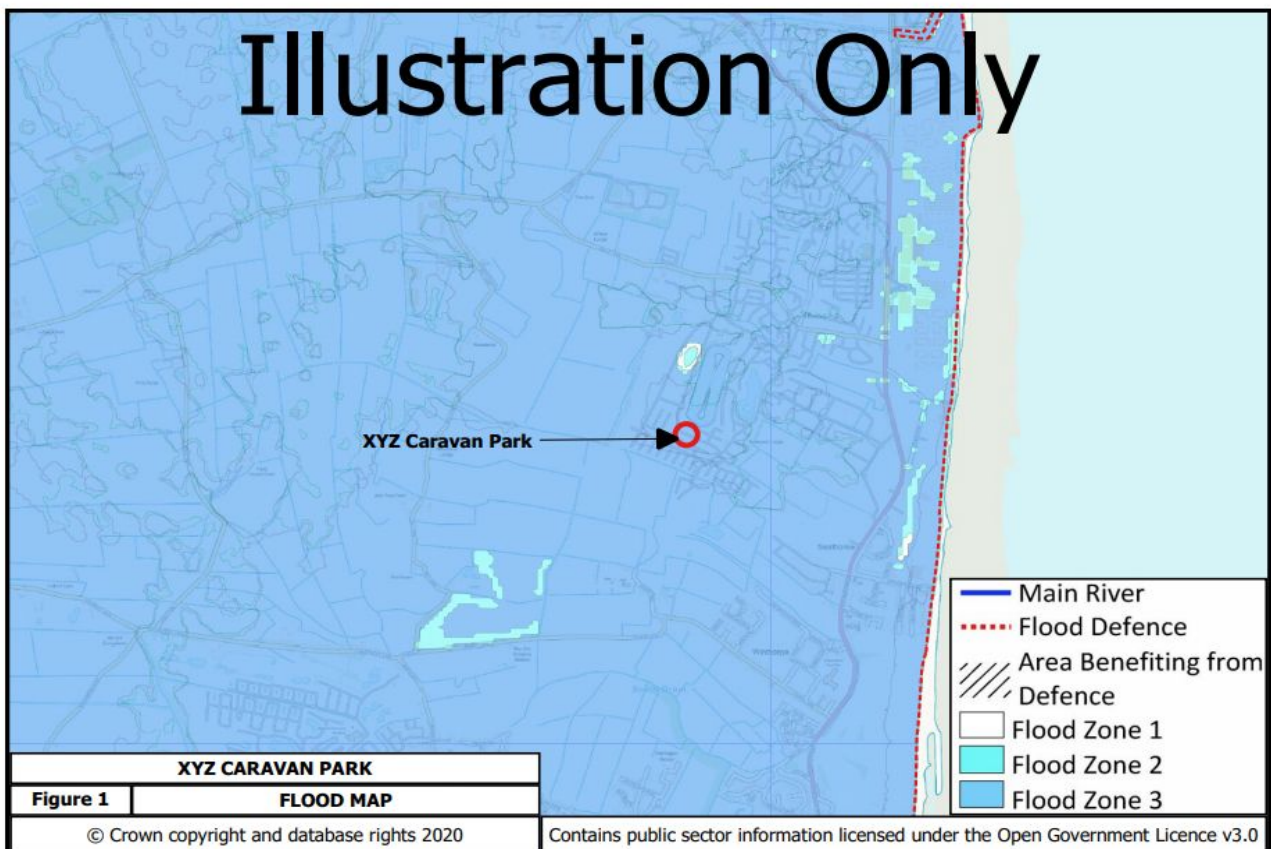 Illustration Only
XYZ Caravan Park
Main River
Flood Defence
Area Benefiting from
Defence
Flood Zone 1
Flood Zone 2
Flood Zone 3
XYZ CARAVAN PARK
Figure 1
FLOOD MAP
© Crown copyright and database rights 2020
Contains public sector information licensed under the Open Government Licence v3.0